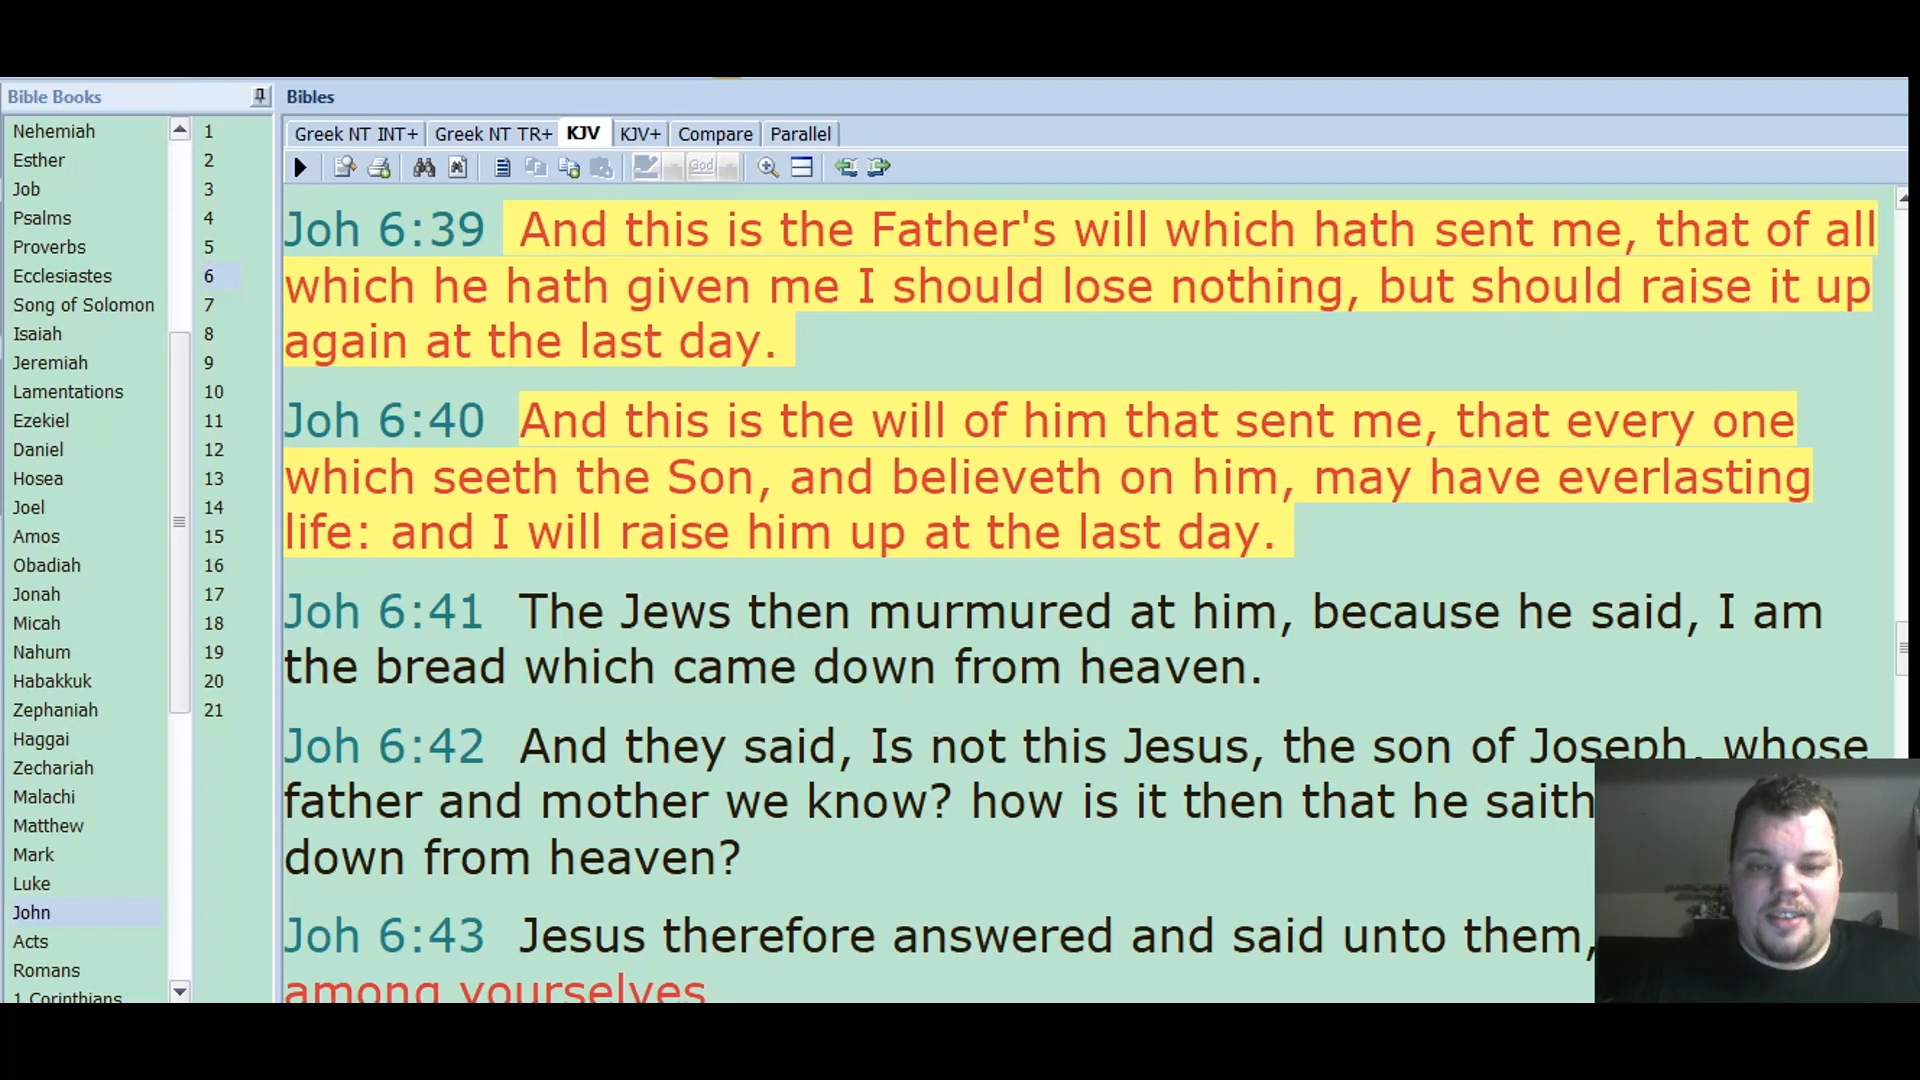 Bible Books
Bibles
Greek NT INT+ Greek NT TR+ KJV KJV+ Compare Parallel
God
Nehemiah 1
Esther 2
Job 3
Psalms 4
Proverbs 5
Ecclesiastes 6
Song of Solomon 7
Isaiah 8
Jeremiah 9
Lamentations 10
Ezekiel 11
Daniel 12
Hosea 13
Joel 14
Amos 15
Obadiah 16
Jonah 17
Micah 18
Nahum 19
Habakkuk 20
Zephaniah 21
Haggai
Zechariah
Malachi
Matthew
Mark
Luke
John
Acts
Romans
1 Corinthians
Joh 6:39 And this is the Father's will which hath sent me, that of all
which he hath given me I should lose nothing, but should raise it up
again at the last day.
Joh 6:40 And this is the will of him that sent me, that every one
which seeth the Son, and believeth on him, may have everlasting
life: and I will raise him up at the last day.
Joh 6:41 The Jews then murmured at him, because he said, I am
the bread which came down from heaven.
Joh 6:42 And they said, Is not this Jesus, the son of Joseph, whose
father and mother we know? how is it then that he saith
down from heaven?
Joh 6:43 Jesus therefore answered and said unto them,
among yourselves